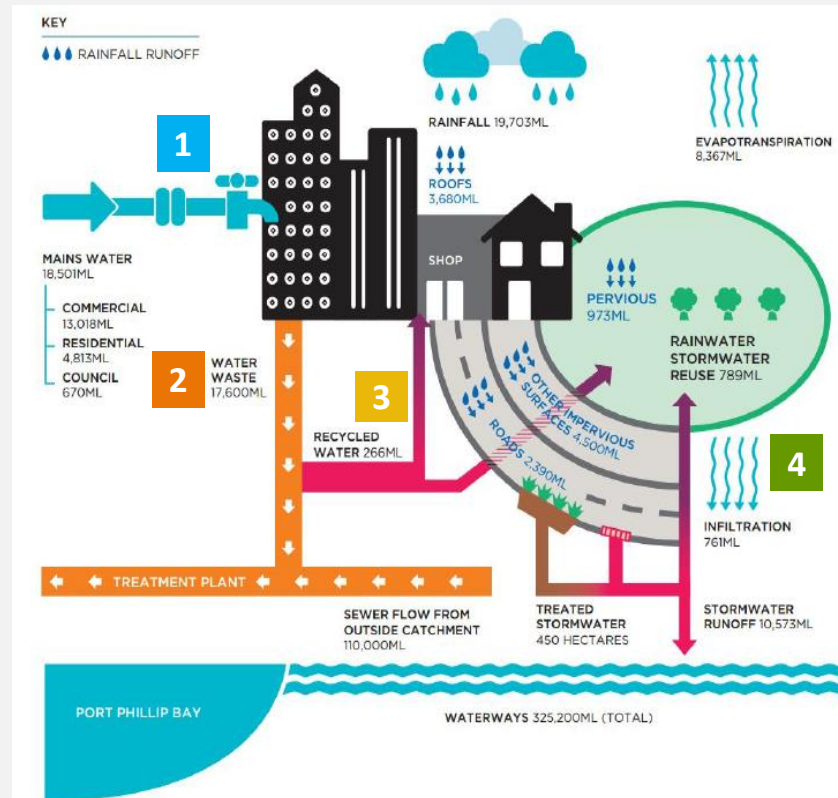 KEY
RAINFALL RUNOFF
RAINFALL 19,703ML
EVAPOTRANSPIRATION
8,367ML
1
ROOFS
3,680ML
MAINS WATER
18,501ML
COMMERCIAL
13,018ML
RESIDENTIAL
4,813ML
COUNCIL
670ML
SHOP
PERVIOUS
973ML
RAINWATER
STORMWATER
REUSE 789ML
2
WATER
WASTE
17,600ML
3
RECYCLED
WATER 266ML
OTHER IMPERVIOUS
SURFACES 4,500ML
ROADS 2,390ML
4
INFILTRATION
761ML
TREATMENT PLANT
SEWER FLOW FROM
OUTSIDE CATCHMENT
110,000ML
TREATED
STORMWATER
450 HECTARES
STORMWATER
RUNOFF 10,573ML
PORT PHILLIP BAY
WATERWAYS 325,200ML (TOTAL)